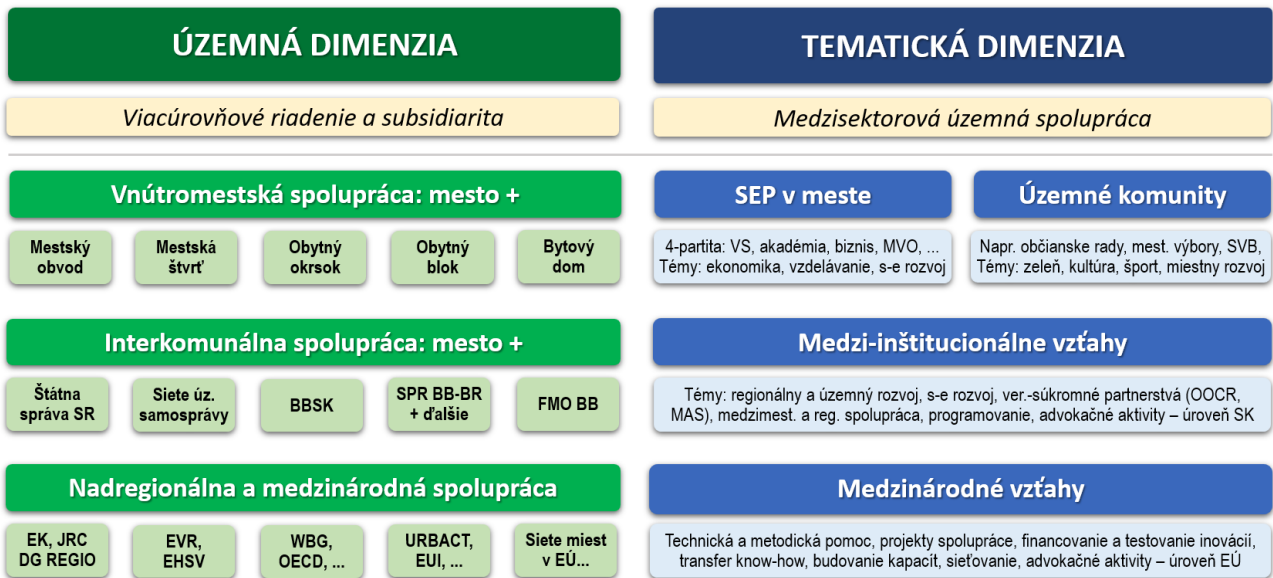 ÚZEMNÁ DIMENZIA
Viacúrovňové riadenie a subsidiarita
TEMATICKÁ DIMENZIA
Medzisektorová územná spolupráca
Vnútromestská spolupráca: mesto +
Mestský
obvod
Mestská
štvrť
Obytný
okrsok
Obytný
blok
Bytový
dom
SEP v meste
4-partita: VS, akadémia, biznis, MVO, ...
Témy: ekonomika, vzdelávanie, s-e rozvoj
Územné komunity
Napr. občianske rady, mest. výbory, SVB,
Témy: zeleň, kultúra, šport, miestny rozvoj
Interkomunálna spolupráca: mesto +
Štátna
správa SR
Siete úz.
samosprávy
BBSK
SPR BB-BR
+ ďalšie
FMO BB
Medzi-inštitucionálne vzťahy
Témy: regionálny a územný rozvoj, s-e rozvoj, ver.-súkromné partnerstvá (OOCR,
MAS), medzimest. a reg. spolupráca, programovanie, advokačné aktivity – úroveň SK
Nadregionálna a medzinárodná spolupráca
EK, JRC
DG REGIO
EVR,
EHSV
WBG,
OECD, ...
URBACT,
EUI, ...
Siete miest
v EÚ...
Medzinárodné vzťahy
Technická a metodická pomoc, projekty spolupráce, financovanie a testovanie inovácií,
transfer know-how, budovanie kapacít, sieťovanie, advokačné aktivity – úroveň EÚ